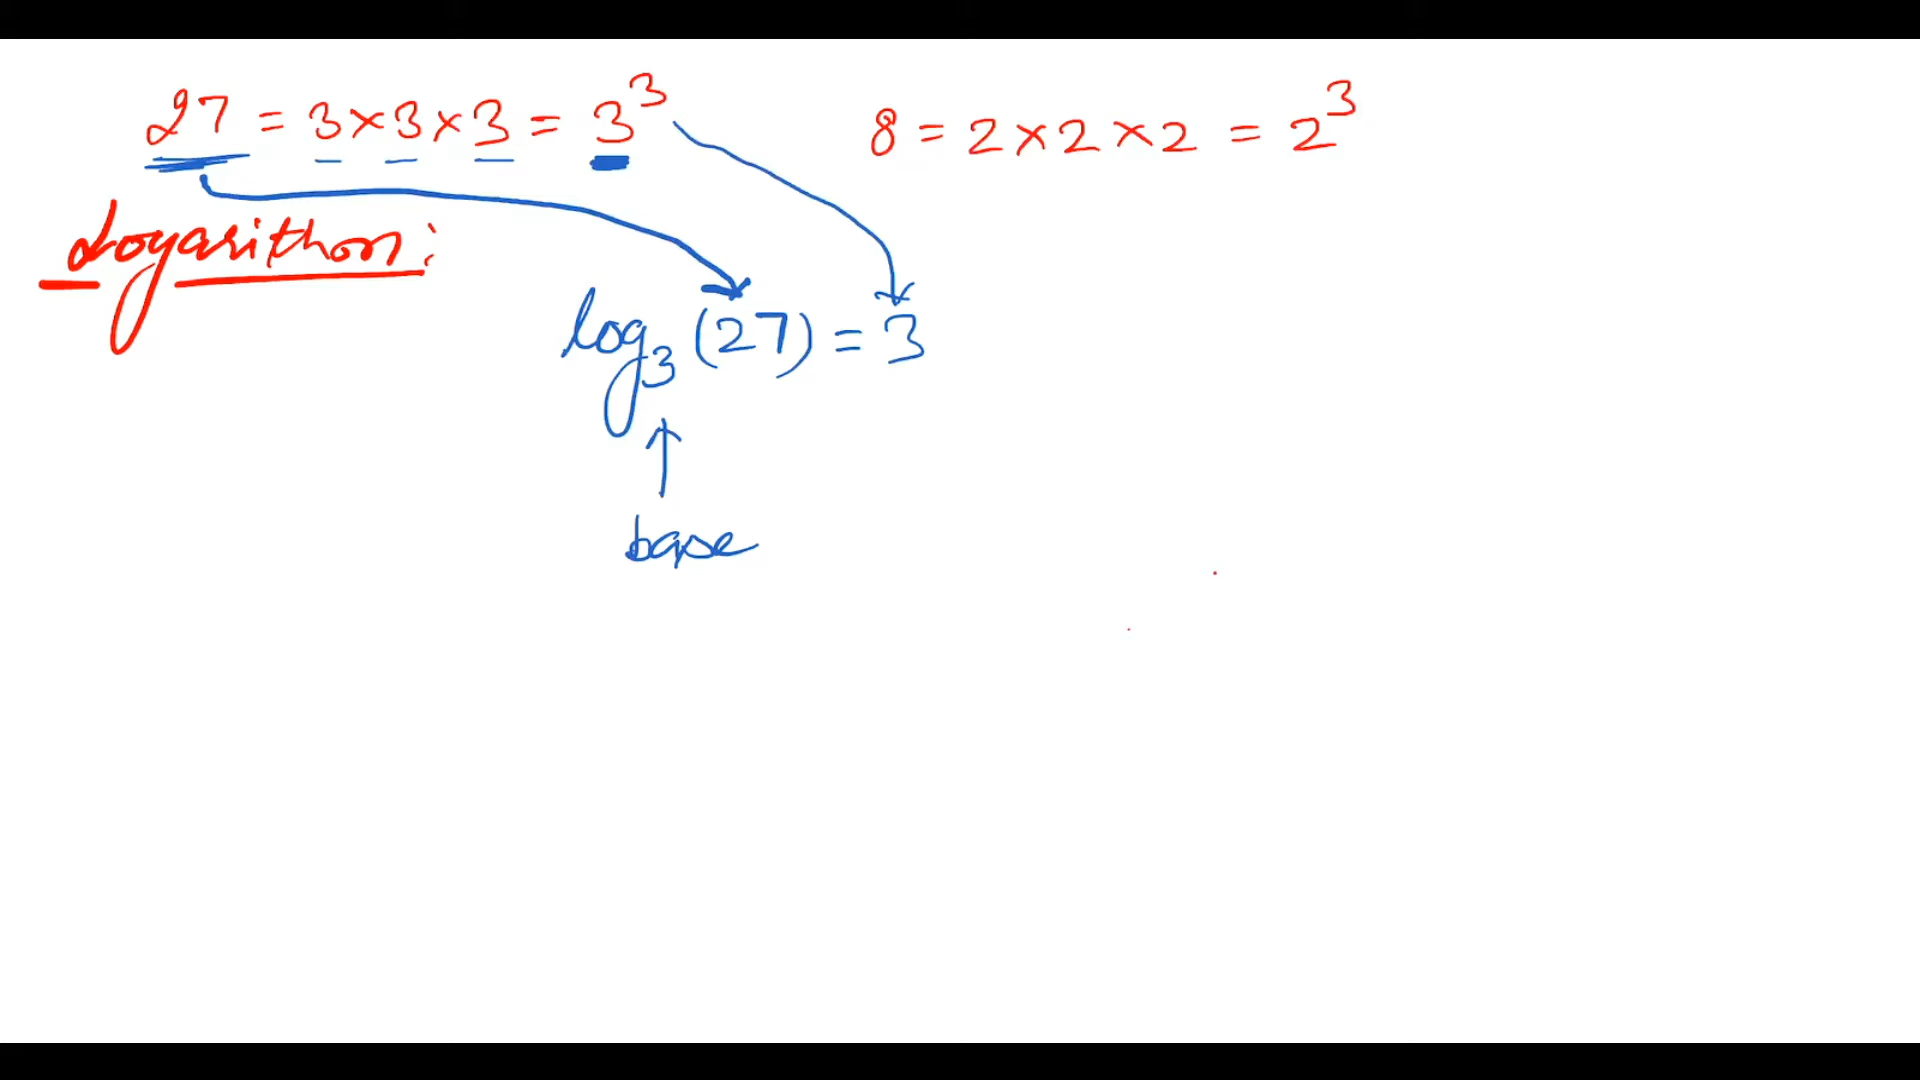 27 = 3 × 3 × 3 = 3³
8 = 2 × 2 × 2 = 2³
Logarithm:
log₃ (27) = 3
base